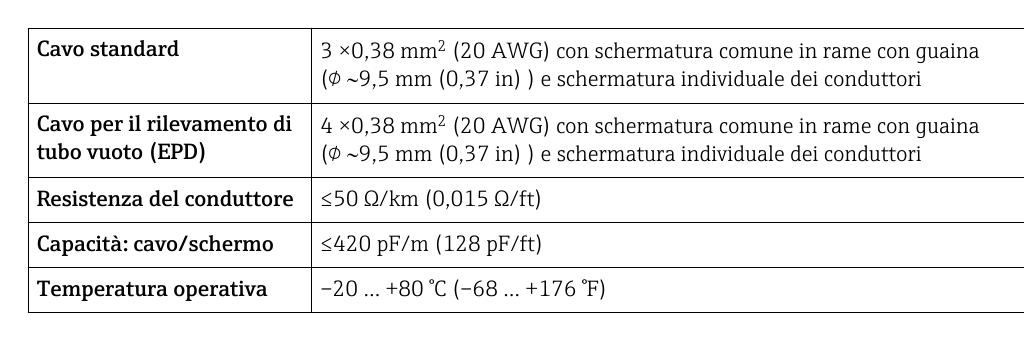 Cavo standard
3 ×0,38 mm² (20 AWG) con schermatura comune in rame con guaina
(⌀ ~9,5 mm (0,37 in) ) e schermatura individuale dei conduttori
Cavo per il rilevamento di
tubo vuoto (EPD)
4 ×0,38 mm² (20 AWG) con schermatura comune in rame con guaina
(⌀ ~9,5 mm (0,37 in) ) e schermatura individuale dei conduttori
Resistenza del conduttore
≤50 Ω/km (0,015 Ω/ft)
Capacità: cavo/schermo
≤420 pF/m (128 pF/ft)
Temperatura operativa
–20 ... +80 °C (–68 ... +176 °F)